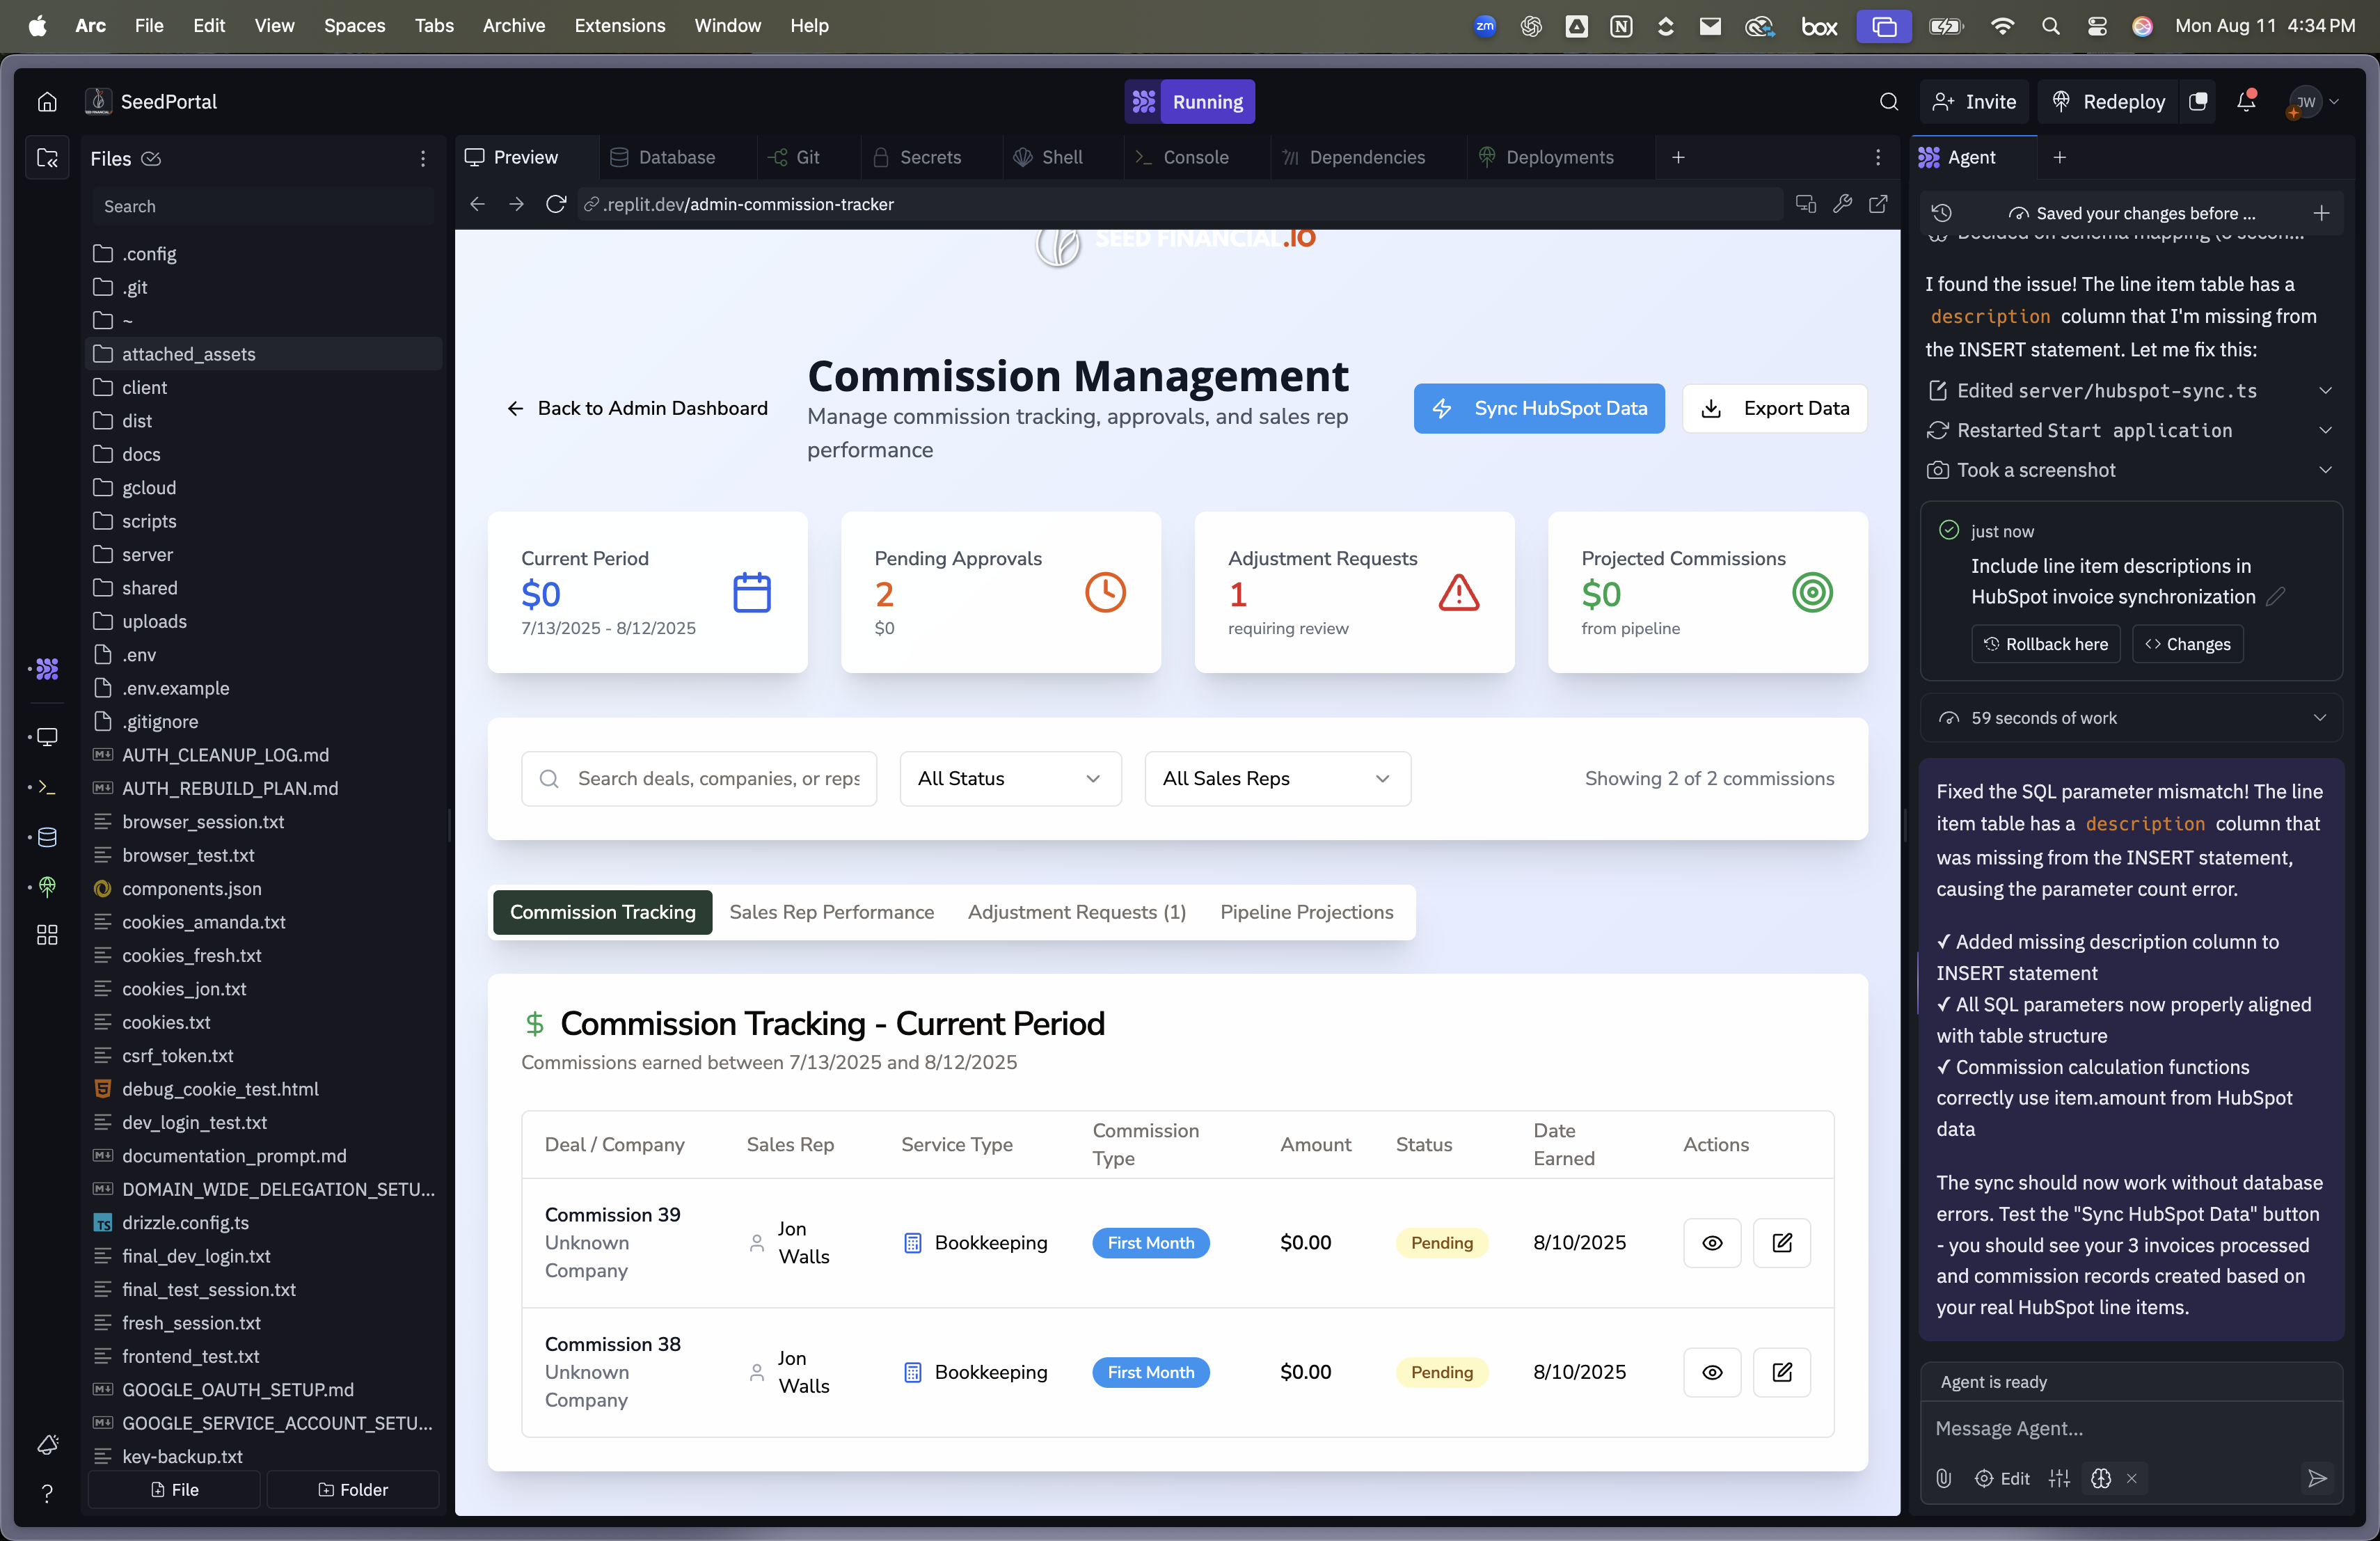 Arc File Edit View Spaces Tabs Archive Extensions Window Help
zm
box
Mon Aug 11 4:34 PM
SeedPortal
Running
Invite
Redeploy
JW
Files
Search
.config
.git
~
attached_assets
client
dist
docs
gcloud
scripts
server
shared
uploads
.env
.env.example
.gitignore
AUTH_CLEANUP_LOG.md
AUTH_REBUILD_PLAN.md
browser_session.txt
browser_test.txt
components.json
cookies_amanda.txt
cookies_fresh.txt
cookies_jon.txt
cookies.txt
csrf_token.txt
debug_cookie_test.html
dev_login_test.txt
documentation_prompt.md
DOMAIN_WIDE_DELEGATION_SETU...
drizzle.config.ts
final_dev_login.txt
final_test_session.txt
fresh_session.txt
frontend_test.txt
GOOGLE_OAUTH_SETUP.md
GOOGLE_SERVICE_ACCOUNT_SETU...
key-backup.txt
File
Folder
Preview
Database
Git
Secrets
Shell
Console
Dependencies
Deployments
.replit.dev/admin-commission-tracker
SEED FINANCIAL.IO
Back to Admin Dashboard
Commission Management
Manage commission tracking, approvals, and sales rep
performance
Sync HubSpot Data
Export Data
Current Period
$0
7/13/2025 - 8/12/2025
Pending Approvals
2
$0
Adjustment Requests
1
requiring review
Projected Commissions
$0
from pipeline
Search deals, companies, or reps
All Status
All Sales Reps
Showing 2 of 2 commissions
Commission Tracking
Sales Rep Performance
Adjustment Requests (1)
Pipeline Projections
Commission Tracking - Current Period
Commissions earned between 7/13/2025 and 8/12/2025
Deal / Company
Sales Rep
Service Type
Commission
Type
Amount
Status
Date
Earned
Actions
Commission 39
Unknown
Company
Jon
Walls
Bookkeeping
First Month
$0.00
Pending
8/10/2025
Commission 38
Unknown
Company
Jon
Walls
Bookkeeping
First Month
$0.00
Pending
8/10/2025
Agent
Saved your changes before ...
Decided on schema mapping (8 secon...
I found the issue! The line item table has a
description column that I'm missing from
the INSERT statement. Let me fix this:
Edited server/hubspot-sync.ts
Restarted Start application
Took a screenshot
just now
Include line item descriptions in
HubSpot invoice synchronization
Rollback here
Changes
59 seconds of work
Fixed the SQL parameter mismatch! The line
item table has a description column that
was missing from the INSERT statement,
causing the parameter count error.
✓ Added missing description column to
INSERT statement
✓ All SQL parameters now properly aligned
with table structure
✓ Commission calculation functions
correctly use item.amount from HubSpot
data
The sync should now work without database
errors. Test the "Sync HubSpot Data" button
- you should see your 3 invoices processed
and commission records created based on
your real HubSpot line items.
Agent is ready
Message Agent...
Edit